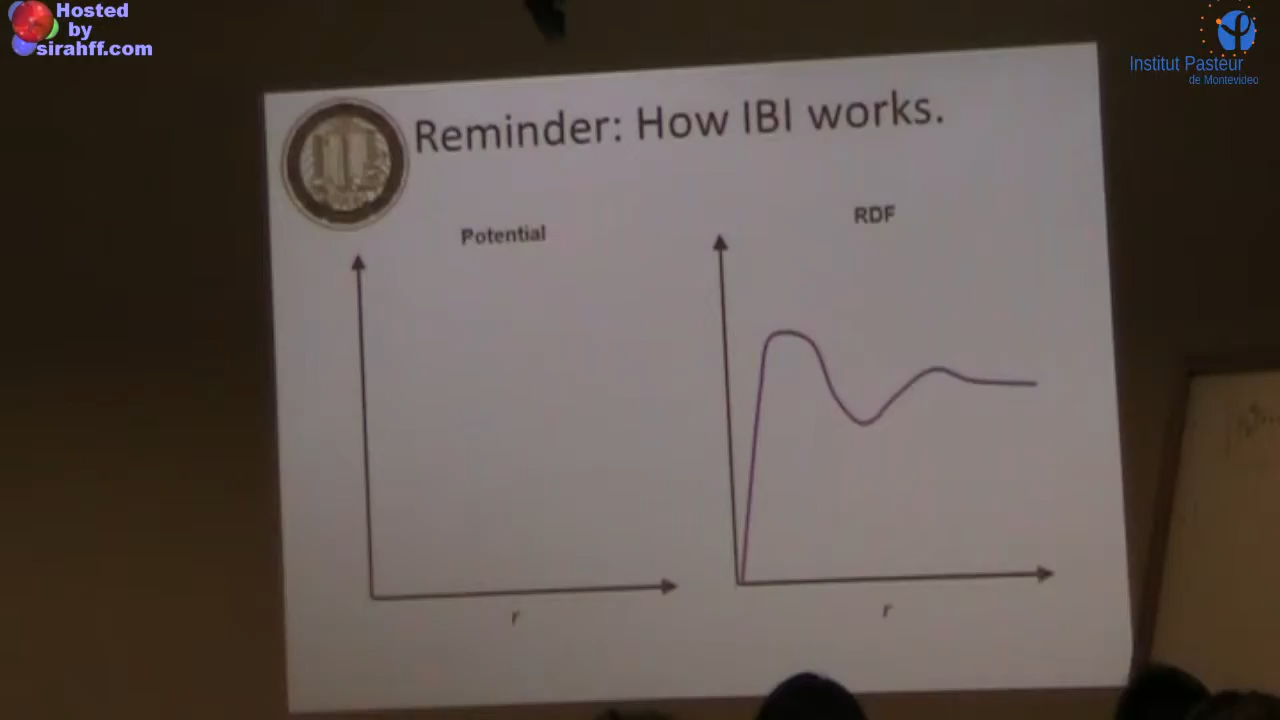 Hosted
by
sirahff.com
Institut Pasteur
de Montevideo
Reminder: How IBI works.
Potential
RDF
r
r